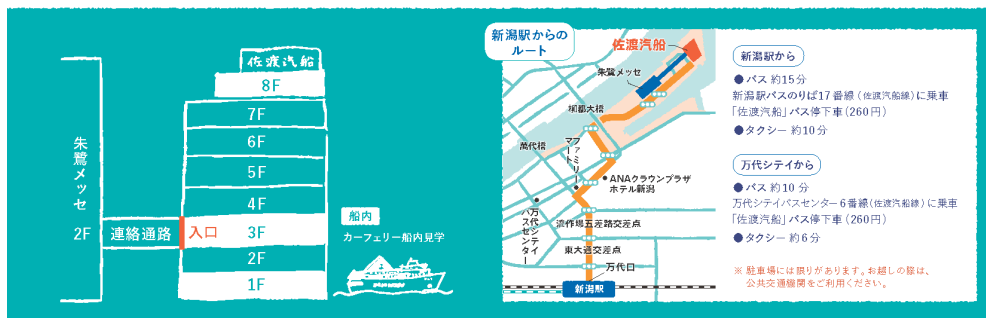 佐渡汽船
8F
7F
6F
5F
4F
3F
2F
1F
朱鷺メッセ
2F
連絡通路
入口
船内
カーフェリー船内見学
新潟駅からの
ルート
佐渡汽船
朱鷺メッセ
柳都大橋
萬代橋
ファミリー
マート
ANAクラウンプラザ
ホテル新潟
万代シテイ
バスセンター
流作場五差路交差点
東大通交差点
万代口
新潟駅
新潟駅から
●バス 約15分
新潟駅バスのりば17番線（佐渡汽船線）に乗車
「佐渡汽船」バス停下車（260円）
●タクシー 約10分
万代シテイから
●バス 約10分
万代シテイバスセンター6番線（佐渡汽船線）に乗車
「佐渡汽船」バス停下車（260円）
●タクシー 約6分
※ 駐車場には限りがあります。お越しの際は、
公共交通機関をご利用ください。